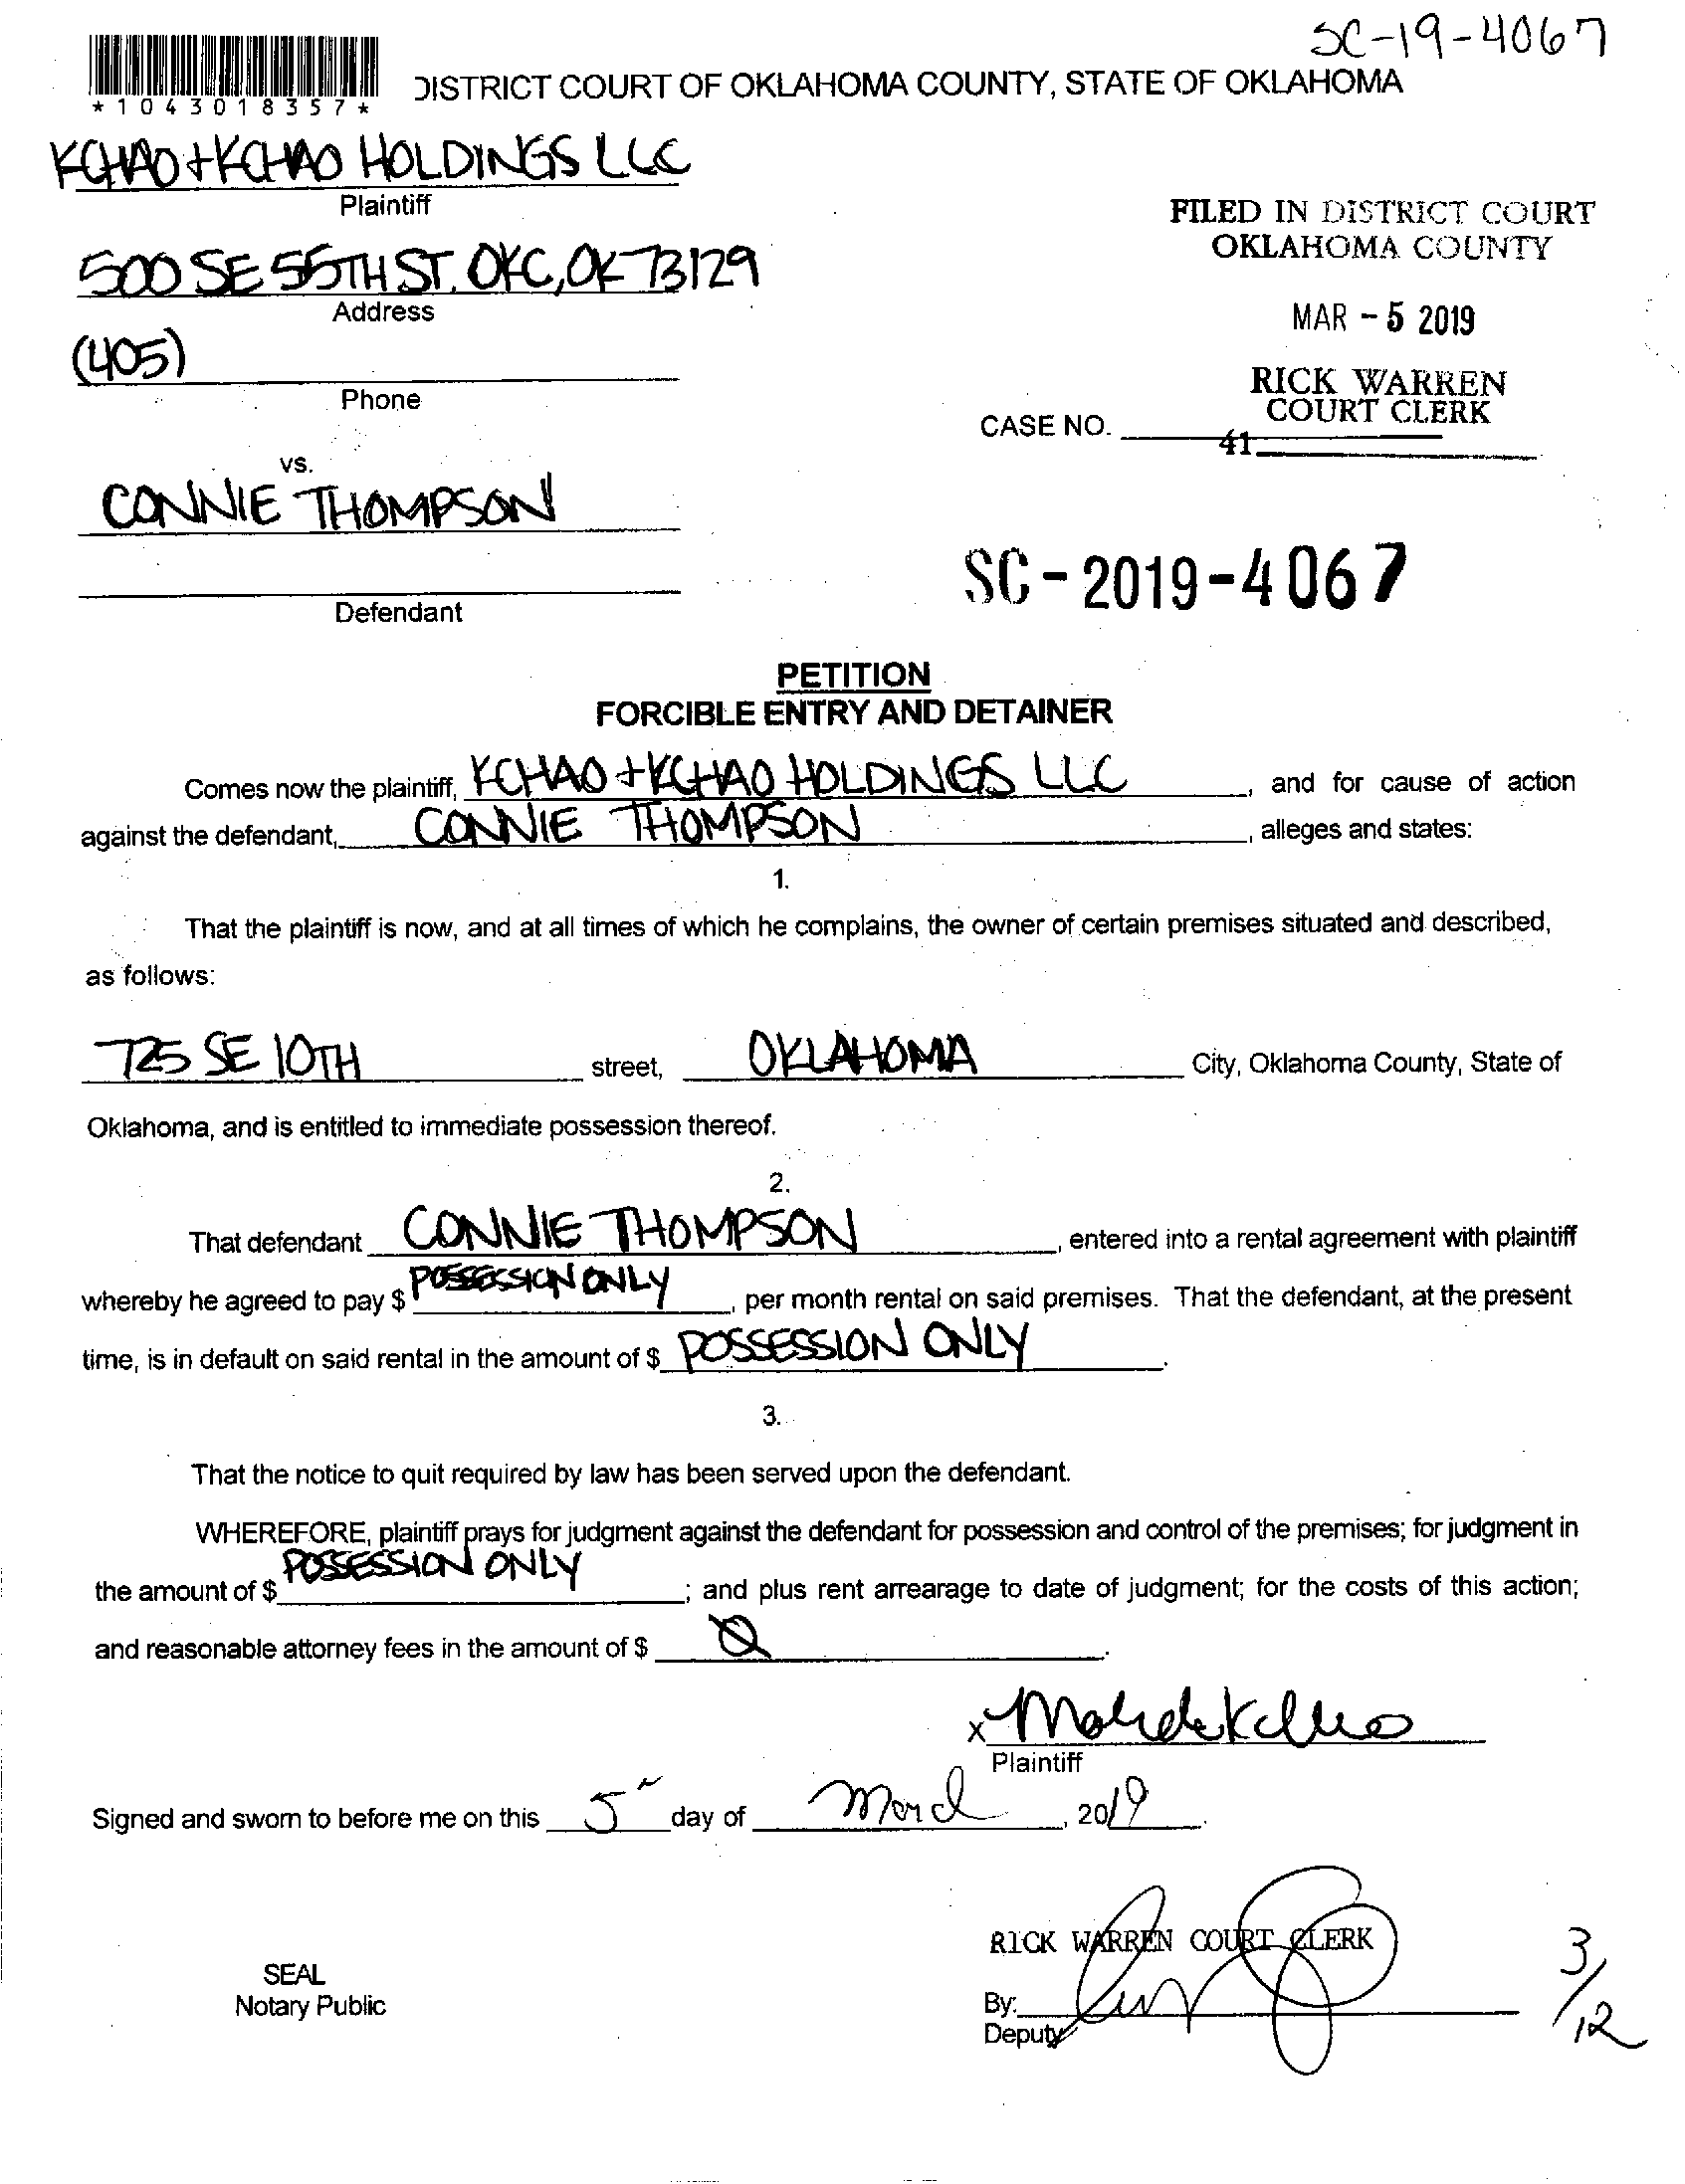 SC-19-4067
*1043018357*
DISTRICT COURT OF OKLAHOMA COUNTY, STATE OF OKLAHOMA
KCHAO + KCHAO HOLDINGS LLC
Plaintiff
FILED IN DISTRICT COURT
OKLAHOMA COUNTY
500 SE 55TH ST. OKC, OK 73129
Address
MAR - 5 2019
(405)
Phone
RICK WARREN
COURT CLERK
CASE NO.
41
vs.
CONNIE THOMPSON
SC-2019-4067
Defendant
PETITION
FORCIBLE ENTRY AND DETAINER
Comes now the plaintiff, KCHAO + KCHAO HOLDINGS LLC, and for cause of action
against the defendant, CONNIE THOMPSON, alleges and states:
1.
That the plaintiff is now, and at all times of which he complains, the owner of certain premises situated and described,
as follows:
725 SE 10TH street, OKLAHOMA City, Oklahoma County, State of
Oklahoma, and is entitled to immediate possession thereof.
2.
That defendant CONNIE THOMPSON, entered into a rental agreement with plaintiff
whereby he agreed to pay $ POSSESSION ONLY, per month rental on said premises. That the defendant, at the present
time, is in default on said rental in the amount of $ POSSESSION ONLY.
3.
That the notice to quit required by law has been served upon the defendant.
WHEREFORE, plaintiff prays for judgment against the defendant for possession and control of the premises; for judgment in
the amount of $ POSSESSION ONLY; and plus rent arrearage to date of judgment; for the costs of this action;
and reasonable attorney fees in the amount of $ Ø.
X
Plaintiff
Signed and sworn to before me on this 5th day of March, 2019.
RICK WARREN COURT CLERK
SEAL
Notary Public
By:
Deputy
3/12